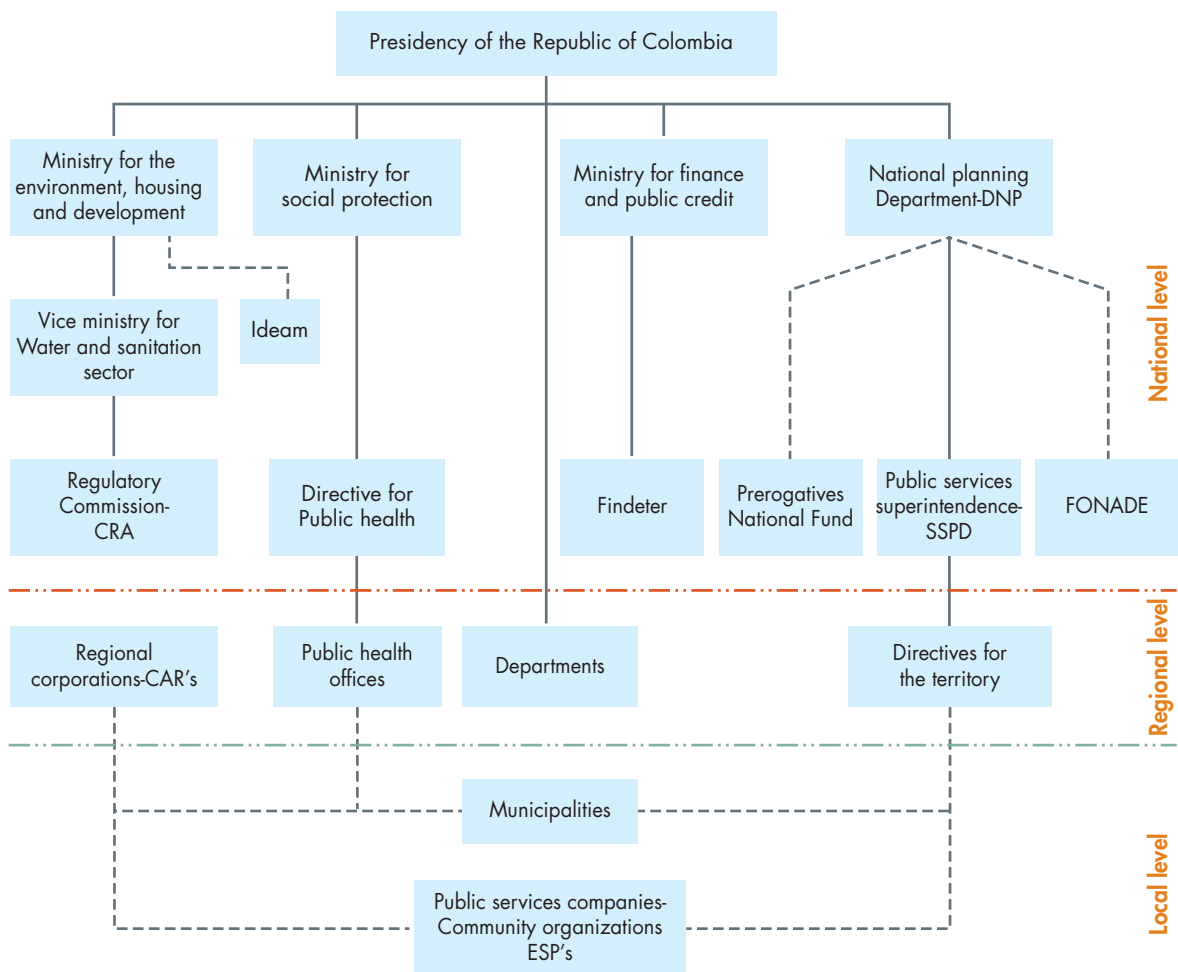 Presidency of the Republic of Colombia
Ministry for the
environment, housing
and development
Ministry for
social protection
Ministry for finance
and public credit
National planning
Department-DNP
Vice ministry for
Water and sanitation
sector
Ideam
National level
Regulatory
Commission-
CRA
Directive for
Public health
Findeter
Prerogatives
National Fund
Public services
superintendence-
SSPD
FONADE
Regional
corporations-CAR's
Public health
offices
Departments
Directives for
the territory
Regional level
Municipalities
Public services companies-
Community organizations
ESP's
Local level